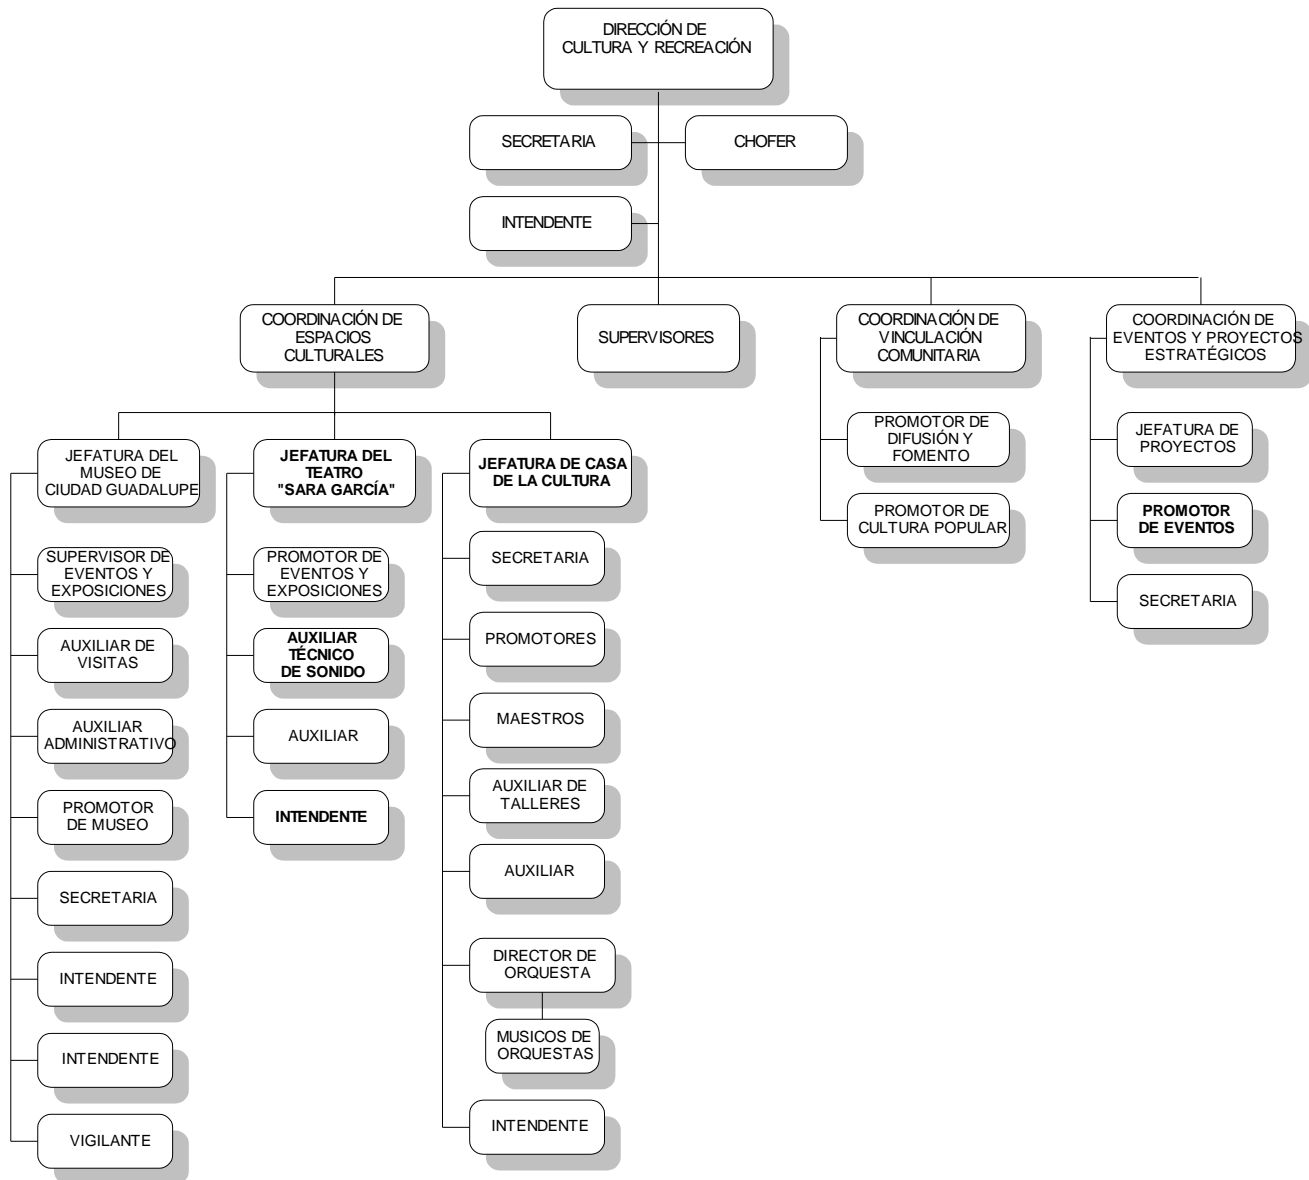 DIRECCIÓN DE
CULTURA Y RECREACIÓN
SECRETARIA
CHOFER
INTENDENTE
COORDINACIÓN DE
ESPACIOS
CULTURALES
SUPERVISORES
COORDINACIÓN DE
VINCULACIÓN
COMUNITARIA
COORDINACIÓN DE
EVENTOS Y PROYECTOS
ESTRATÉGICOS
JEFATURA DEL
MUSEO DE
CIUDAD GUADALUPE
SUPERVISOR DE
EVENTOS Y
EXPOSICIONES
AUXILIAR DE
VISITAS
AUXILIAR
ADMINISTRATIVO
PROMOTOR
DE MUSEO
SECRETARIA
INTENDENTE
INTENDENTE
VIGILANTE
JEFATURA DEL
TEATRO
"SARA GARCÍA"
PROMOTOR DE
EVENTOS Y
EXPOSICIONES
AUXILIAR
TÉCNICO
DE SONIDO
AUXILIAR
INTENDENTE
JEFATURA DE CASA
DE LA CULTURA
SECRETARIA
PROMOTORES
MAESTROS
AUXILIAR DE
TALLERES
AUXILIAR
DIRECTOR DE
ORQUESTA
MUSICOS DE
ORQUESTAS
INTENDENTE
PROMOTOR DE
DIFUSIÓN Y
FOMENTO
PROMOTOR DE
CULTURA POPULAR
JEFATURA DE
PROYECTOS
PROMOTOR
DE EVENTOS
SECRETARIA